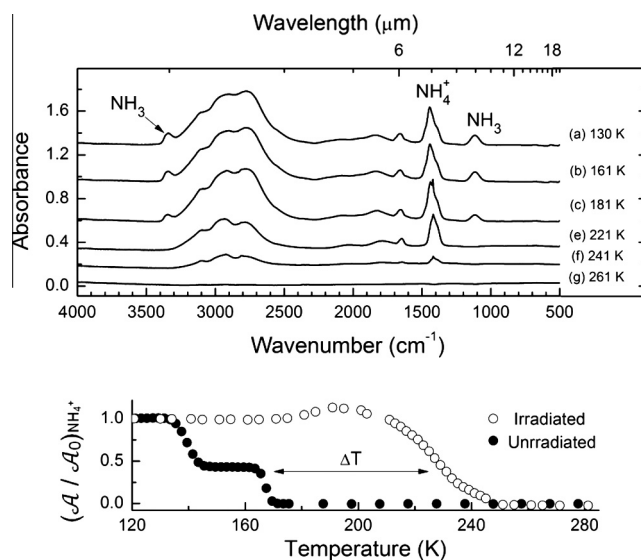 Wavelength (μm)
6 12 18
1.6
1.2
0.8
0.4
0.0
Absorbance
NH3
NH4+
NH3
(a) 130 K
(b) 161 K
(c) 181 K
(e) 221 K
(f) 241 K
(g) 261 K
4000 3500 3000 2500 2000 1500 1000 500
Wavenumber (cm-1)
1.0
0.5
0.0
(A / A0)NH4+
Irradiated
Unrradiated
ΔT
120 160 200 240 280
Temperature (K)